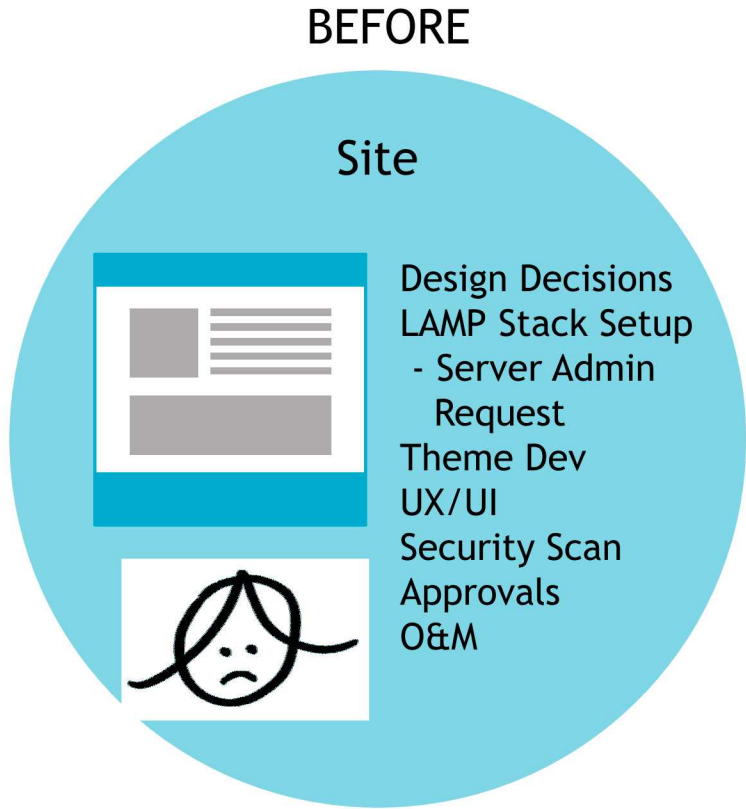 BEFORE
Site
Design Decisions
LAMP Stack Setup
- Server Admin
Request
Theme Dev
UX/UI
Security Scan
Approvals
O&M